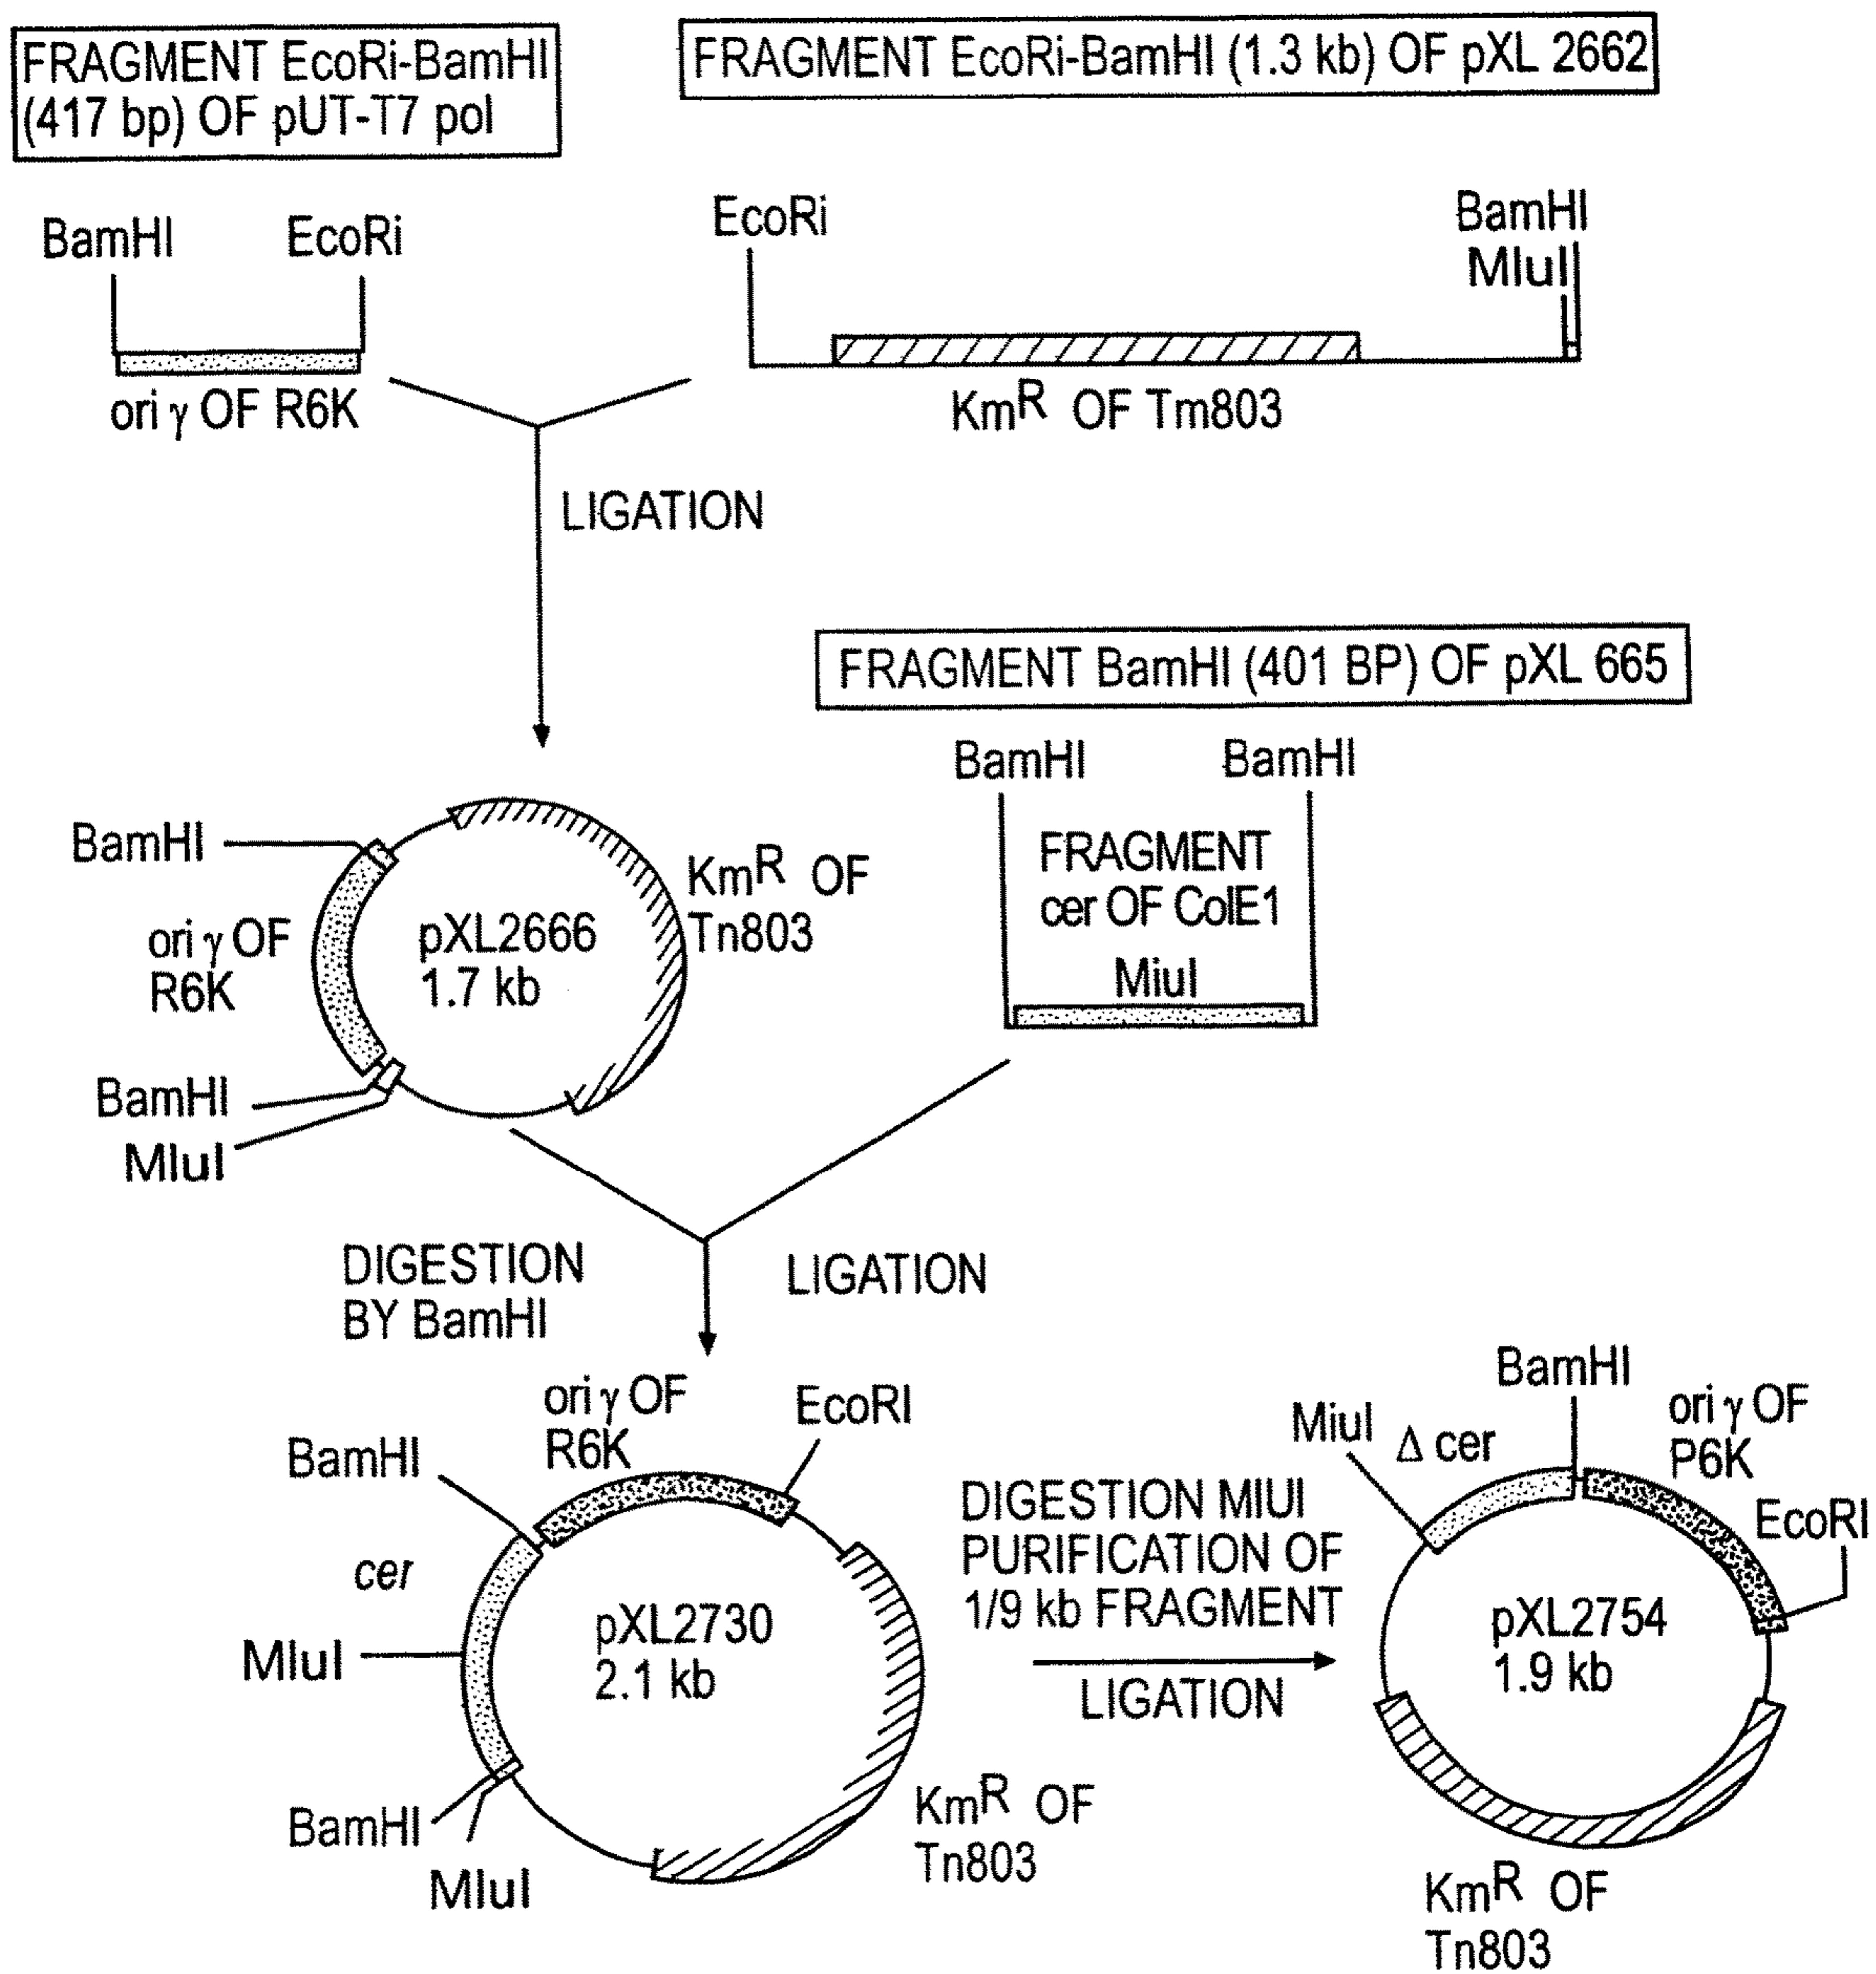 FRAGMENT EcoRi-BamHI
(417 bp) OF pUT-T7 pol
FRAGMENT EcoRi-BamHI (1.3 kb) OF pXL 2662
BamHI
EcoRi
ori γ OF R6K
EcoRi
BamHI
MluI
KmR OF Tm803
LIGATION
FRAGMENT BamHI (401 BP) OF pXL 665
BamHI
BamHI
FRAGMENT
cer OF ColE1
MiuI
BamHI
ori γ OF
R6K
pXL2666
1.7 kb
KmR OF
Tn803
BamHI
MluI
DIGESTION
BY BamHI
LIGATION
ori γ OF
R6K
EcoRI
BamHI
cer
MluI
pXL2730
2.1 kb
BamHI
MluI
KmR OF
Tn803
DIGESTION MIUI
PURIFICATION OF
1/9 kb FRAGMENT
LIGATION
BamHI
MiuI
Δ cer
ori γ OF
P6K
EcoRI
pXL2754
1.9 kb
KmR OF
Tn803